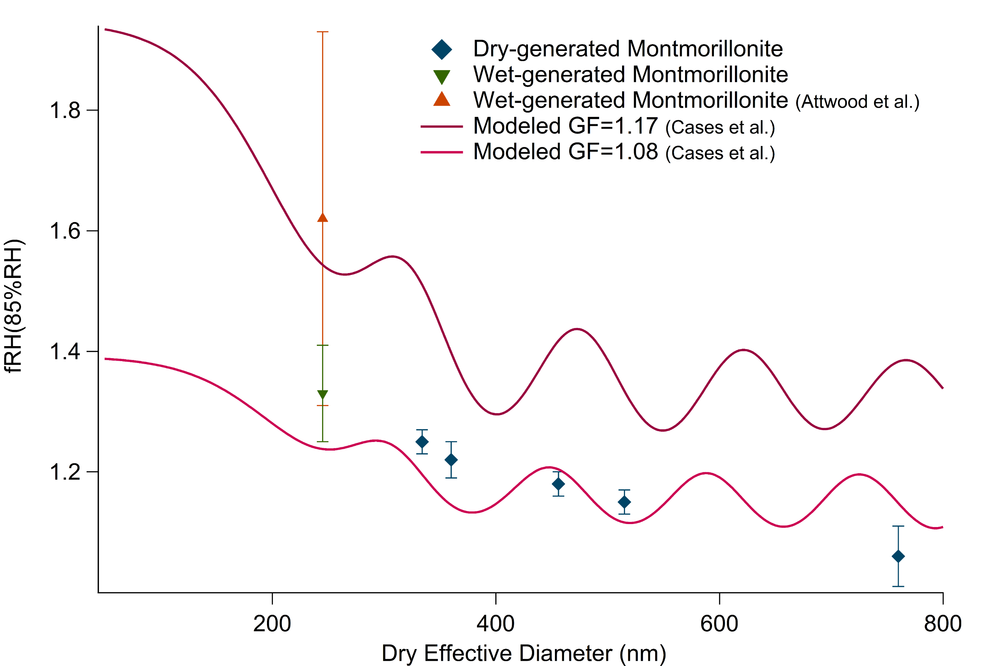 Dry-generated Montmorillonite
Wet-generated Montmorillonite
Wet-generated Montmorillonite (Attwood et al.)
Modeled GF=1.17 (Cases et al.)
Modeled GF=1.08 (Cases et al.)
fRH(85%RH)
1.8
1.6
1.4
1.2
200 400 600 800
Dry Effective Diameter (nm)